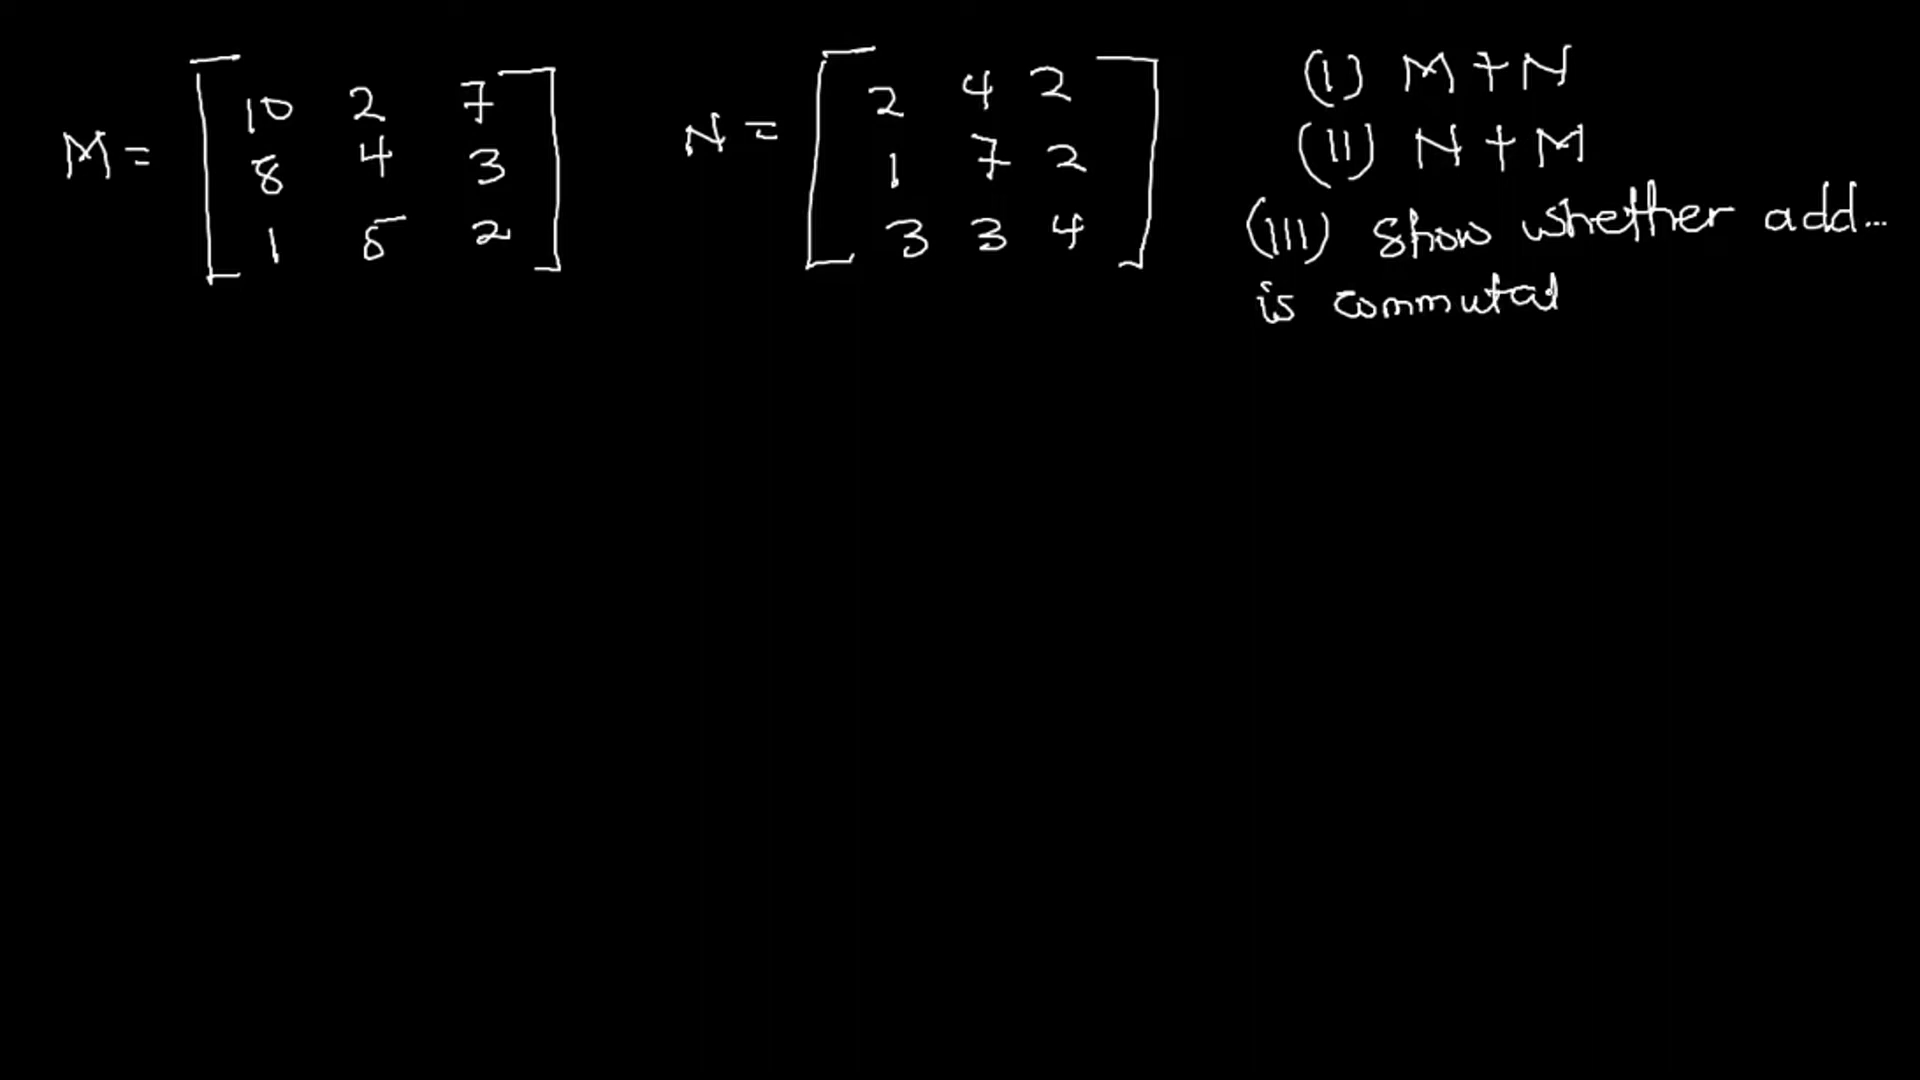 M = [ 10 2 7 N = [ 2 4 2 (I) M + N
8 4 3 1 7 2 (II) N + M
1 5 2 ] 3 3 4 ] (III) show whether add...
is commutat